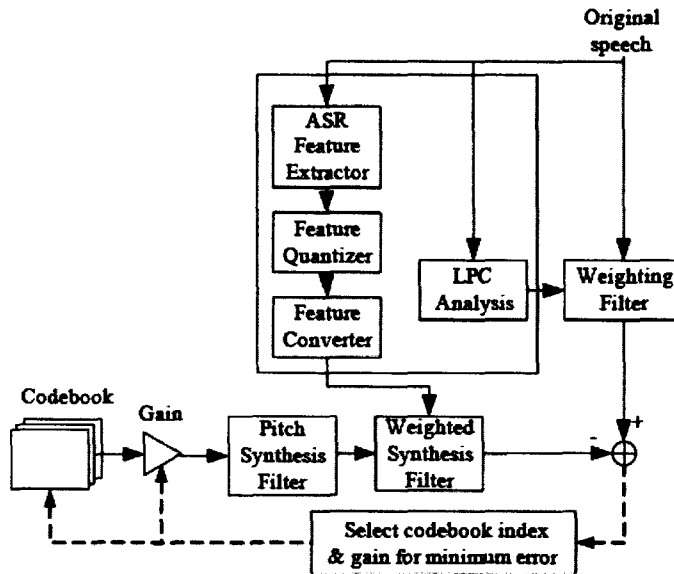 Original
speech
ASR
Feature
Extractor
Feature
Quantizer
LPC
Analysis
Weighting
Filter
Feature
Converter
Codebook
Gain
Pitch
Synthesis
Filter
Weighted
Synthesis
Filter
-
+
Select codebook index
& gain for minimum error